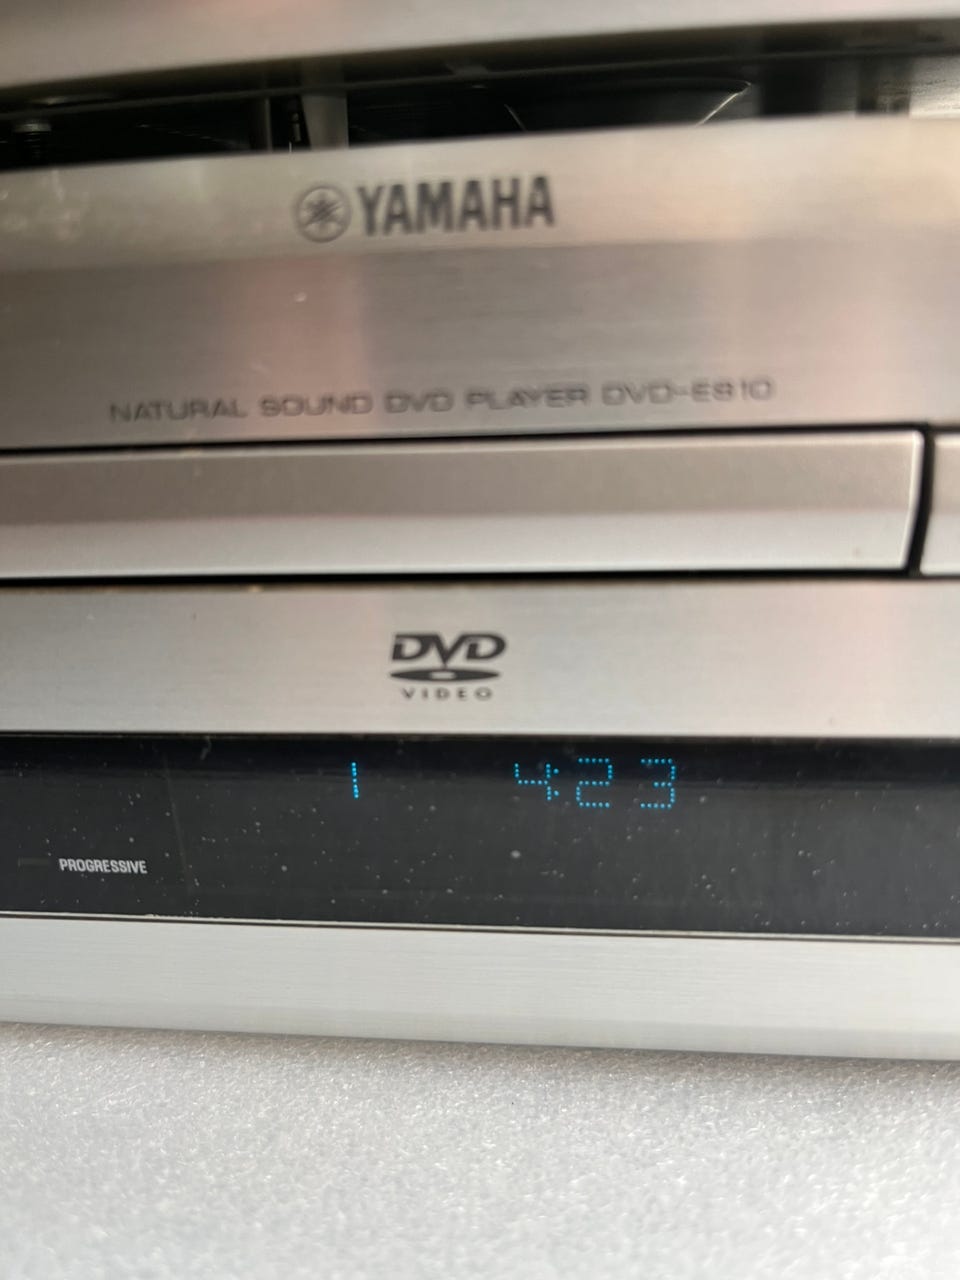 YAMAHA
NATURAL SOUND DVD PLAYER DVD-E810
DVD
VIDEO
1 4:23
PROGRESSIVE